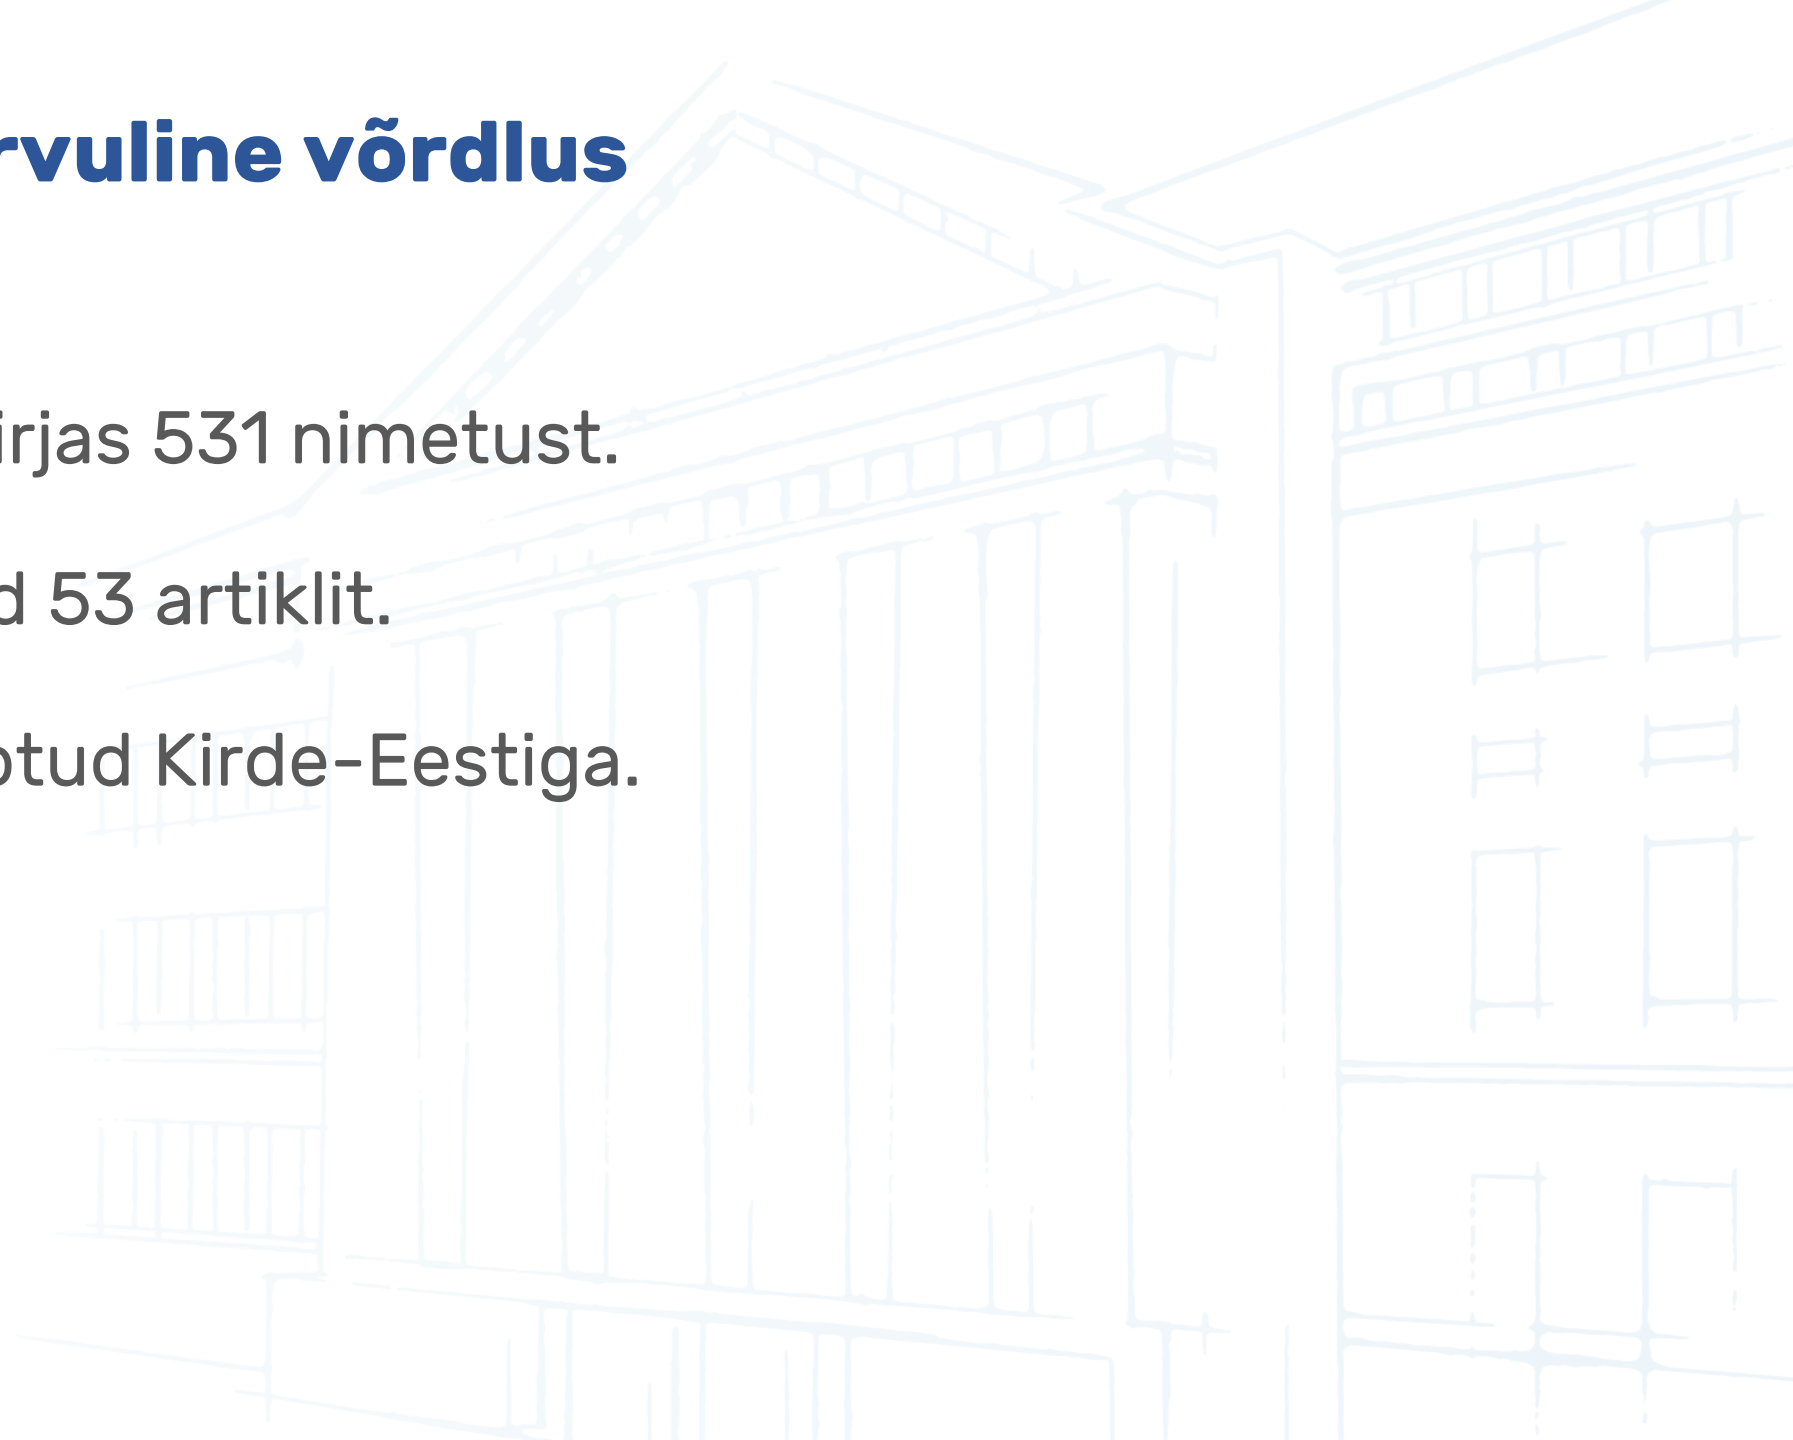 rvuline võrdlus
irjas 531 nimetust.
d 53 artiklit.
otud Kirde-Eestiga.